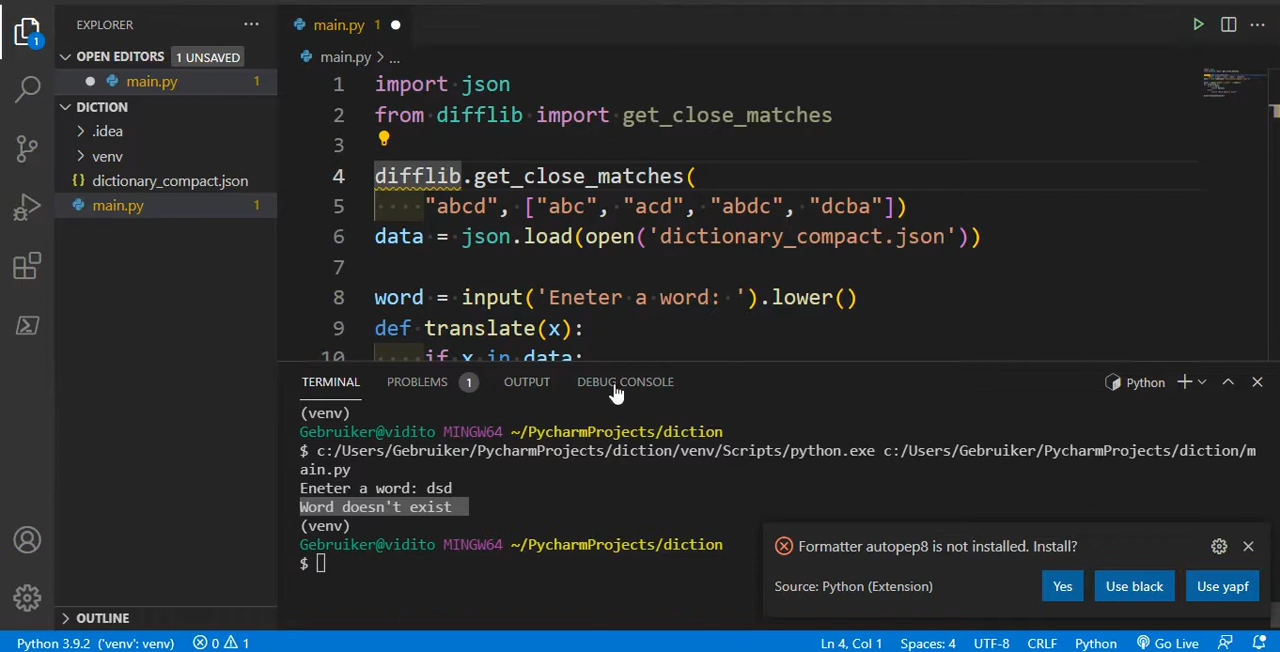 EXPLORER
main.py 1
main.py > ...
OPEN EDITORS 1 UNSAVED
main.py 1
DICTION
.idea
venv
dictionary_compact.json
main.py 1
1
1 import json
2 from difflib import get_close_matches
3
4 difflib.get_close_matches(
5 "abcd", ["abc", "acd", "abdc", "dcba"])
6 data = json.load(open('dictionary_compact.json'))
7
8 word = input('Eneter a word: ').lower()
9 def translate(x):
10 if x in data:
TERMINAL PROBLEMS 1 OUTPUT DEBUG CONSOLE Python
(venv)
Gebruiker@vidito MINGW64 ~/PycharmProjects/diction
$ c:/Users/Gebruiker/PycharmProjects/diction/venv/Scripts/python.exe c:/Users/Gebruiker/PycharmProjects/diction/m
ain.py
Eneter a word: dsd
Word doesn't exist
(venv)
Gebruiker@vidito MINGW64 ~/PycharmProjects/diction
$
Formatter autopep8 is not installed. Install?
Source: Python (Extension) Yes Use black Use yapf
OUTLINE
Python 3.9.2 ('venv': venv) 0 1 Ln 4, Col 1 Spaces: 4 UTF-8 CRLF Python Go Live